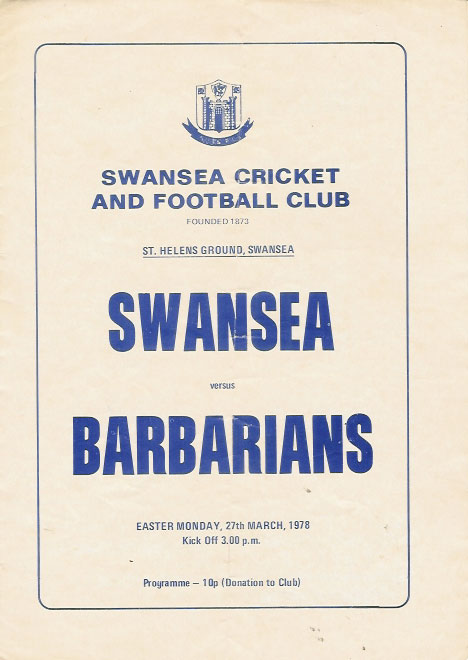 SWANSEA CRICKET
AND FOOTBALL CLUB
FOUNDED 1873
ST. HELENS GROUND, SWANSEA
SWANSEA
versus
BARBARIANS
EASTER MONDAY, 27th MARCH, 1978
Kick Off 3.00 p.m.
Programme – 10p (Donation to Club)